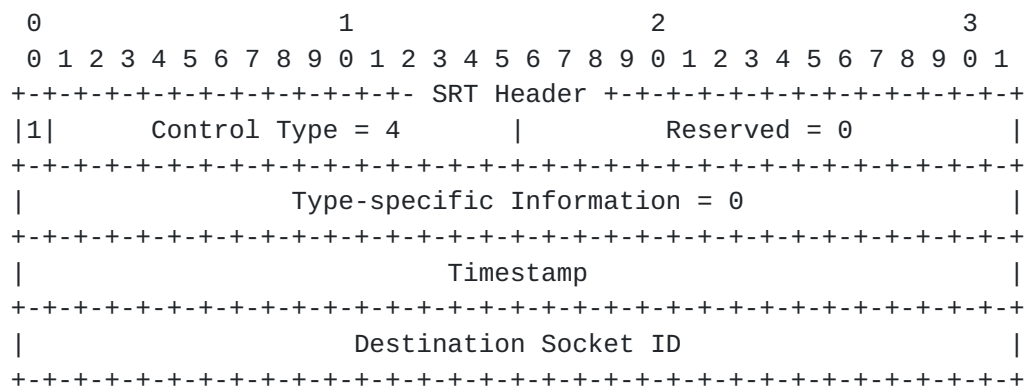 0                   1                   2                   3
 0 1 2 3 4 5 6 7 8 9 0 1 2 3 4 5 6 7 8 9 0 1 2 3 4 5 6 7 8 9 0 1
+-+-+-+-+-+-+-+-+-+-+-+-+- SRT Header +-+-+-+-+-+-+-+-+-+-+-+-+-+
|1|      Control Type = 4       |         Reserved = 0          |
+-+-+-+-+-+-+-+-+-+-+-+-+-+-+-+-+-+-+-+-+-+-+-+-+-+-+-+-+-+-+-+-+
|                 Type-specific Information = 0                 |
+-+-+-+-+-+-+-+-+-+-+-+-+-+-+-+-+-+-+-+-+-+-+-+-+-+-+-+-+-+-+-+-+
|                           Timestamp                           |
+-+-+-+-+-+-+-+-+-+-+-+-+-+-+-+-+-+-+-+-+-+-+-+-+-+-+-+-+-+-+-+-+
|                     Destination Socket ID                     |
+-+-+-+-+-+-+-+-+-+-+-+-+-+-+-+-+-+-+-+-+-+-+-+-+-+-+-+-+-+-+-+-+